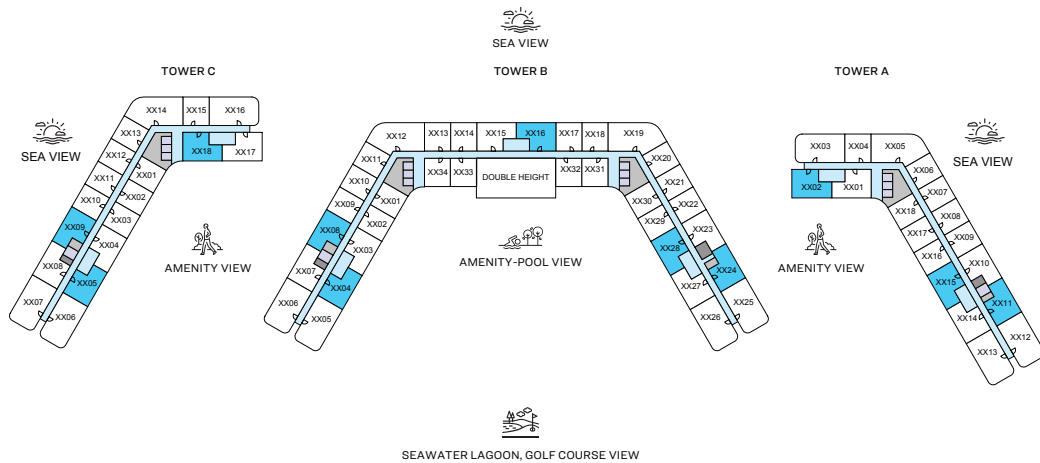 SEA VIEW
TOWER C
TOWER B
TOWER A
SEA VIEW
SEA VIEW
XX14
XX15
XX16
XX13
XX18
XX17
XX12
XX01
XX11
XX02
XX10
XX03
XX09
XX04
XX08
XX05
XX07
XX06
AMENITY VIEW
XX12
XX13
XX14
XX15
XX16
XX17
XX18
XX19
XX11
XX34
XX33
DOUBLE HEIGHT
XX32
XX31
XX20
XX10
XX01
XX30
XX21
XX09
XX02
XX29
XX22
XX08
XX03
XX28
XX23
XX07
XX04
XX27
XX24
XX06
XX05
XX26
XX25
AMENITY-POOL VIEW
AMENITY VIEW
XX03
XX04
XX05
XX02
XX01
XX06
XX07
XX18
XX08
XX17
XX09
XX16
XX10
XX15
XX11
XX14
XX12
XX13
SEAWATER LAGOON, GOLF COURSE VIEW